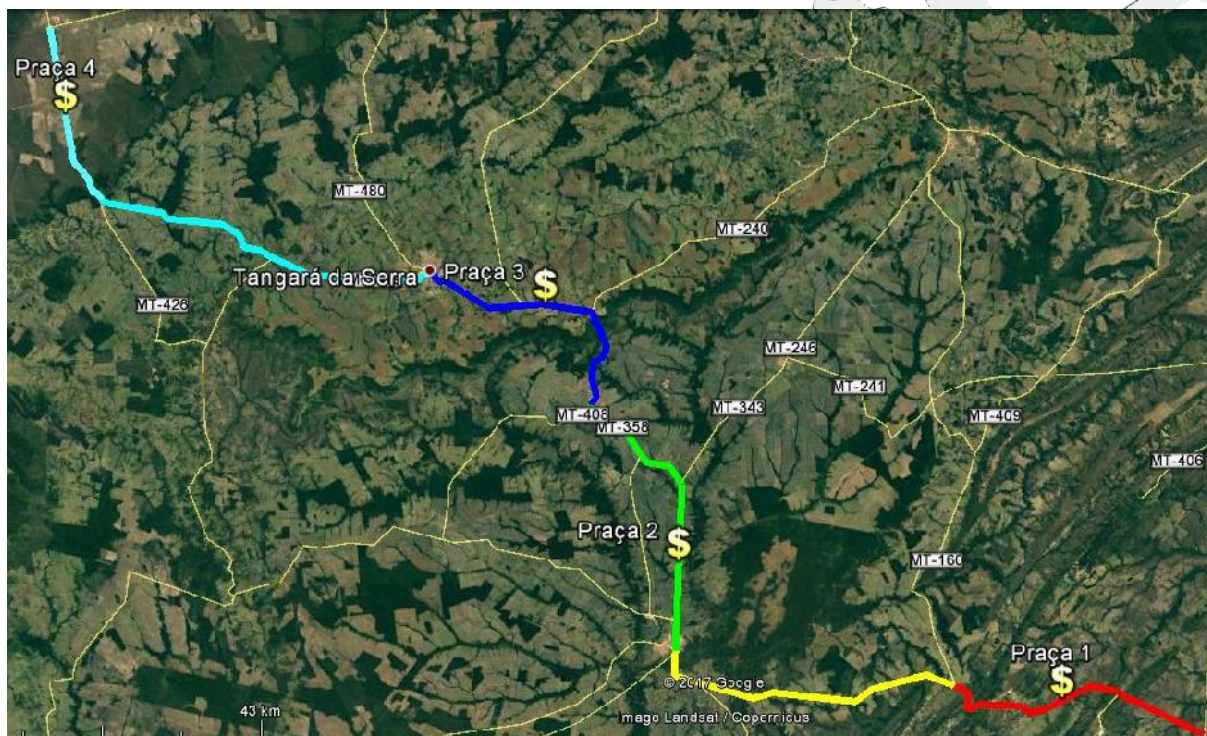 Praça 4
$
MT-480
MT-240
Tangará da Serra
Praça 3
$
MT-426
MT-246
MT-241
MT-343
MT-408
MT-358
MT-409
MT-406
Praça 2
$
MT-160
Praça 1
$
© 2017 Google
43 km
Image Landsat / Copernicus